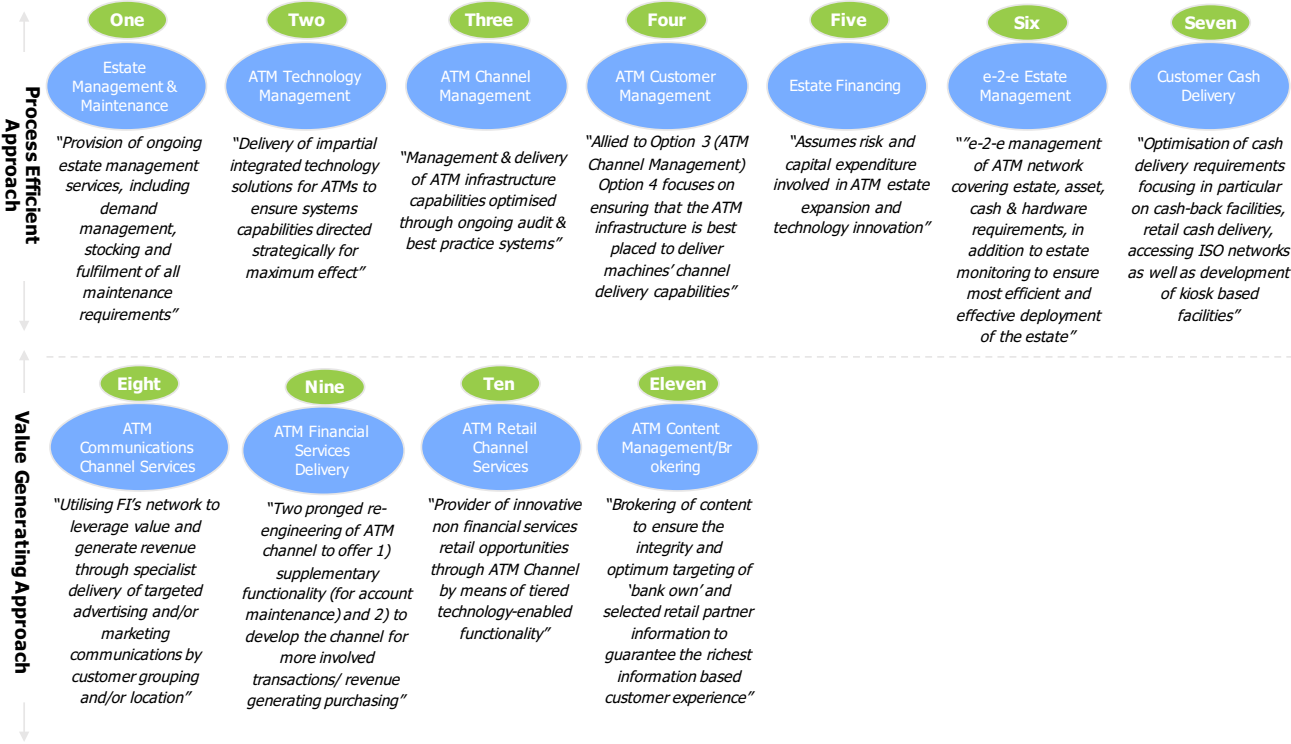 Process Efficient
Approach
One
Estate
Management &
Maintenance
“Provision of ongoing
estate management
services, including
demand
management,
stocking and
fulfilment of all
maintenance
requirements”
Two
ATM Technology
Management
“Delivery of impartial
integrated technology
solutions for ATMs to
ensure systems
capabilities directed
strategically for
maximum effect”
Three
ATM Channel
Management
“Management & delivery
of ATM infrastructure
capabilities optimised
through ongoing audit &
best practice systems”
Four
ATM Customer
Management
“Allied to Option 3 (ATM
Channel Management)
Option 4 focuses on
ensuring that the ATM
infrastructure is best
placed to deliver
machines’ channel
delivery capabilities”
Five
Estate Financing
“Assumes risk and
capital expenditure
involved in ATM estate
expansion and
technology innovation”
Six
e-2-e Estate
Management
“”e-2-e management
of ATM network
covering estate, asset,
cash & hardware
requirements, in
addition to estate
monitoring to ensure
most efficient and
effective deployment
of the estate”
Seven
Customer Cash
Delivery
“Optimisation of cash
delivery requirements
focusing in particular
on cash-back facilities,
retail cash delivery,
accessing ISO networks
as well as development
of kiosk based
facilities”
Value Generating Approach
Eight
ATM
Communications
Channel Services
“Utilising FI’s network to
leverage value and
generate revenue
through specialist
delivery of targeted
advertising and/or
marketing
communications by
customer grouping
and/or location”
Nine
ATM Financial
Services
Delivery
“Two pronged re-
engineering of ATM
channel to offer 1)
supplementary
functionality (for account
maintenance) and 2) to
develop the channel for
more involved
transactions/ revenue
generating purchasing”
Ten
ATM Retail
Channel
Services
“Provider of innovative
non financial services
retail opportunities
through ATM Channel
by means of tiered
technology-enabled
functionality”
Eleven
ATM Content
Management/Br
okering
“Brokering of content
to ensure the
integrity and
optimum targeting of
‘bank own’ and
selected retail partner
information to
guarantee the richest
information based
customer experience”